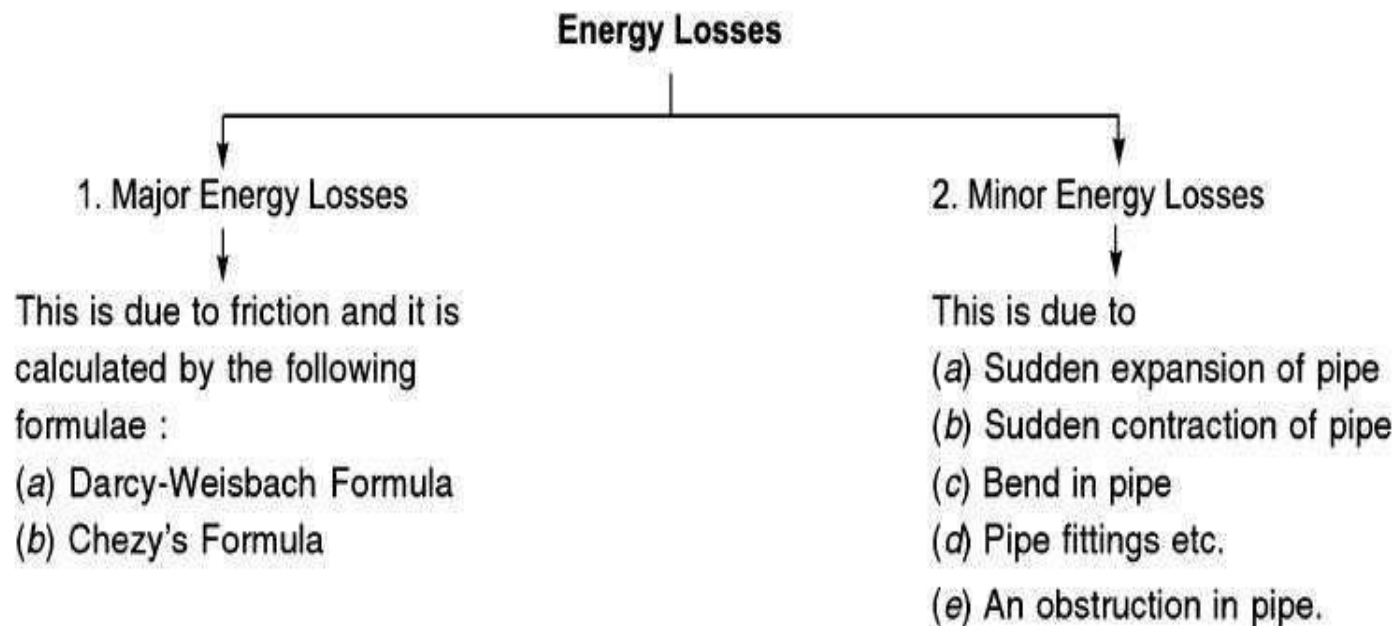 Energy Losses
1. Major Energy Losses
This is due to friction and it is
calculated by the following
formulae :
(a) Darcy-Weisbach Formula
(b) Chezy's Formula
2. Minor Energy Losses
This is due to
(a) Sudden expansion of pipe
(b) Sudden contraction of pipe
(c) Bend in pipe
(d) Pipe fittings etc.
(e) An obstruction in pipe.